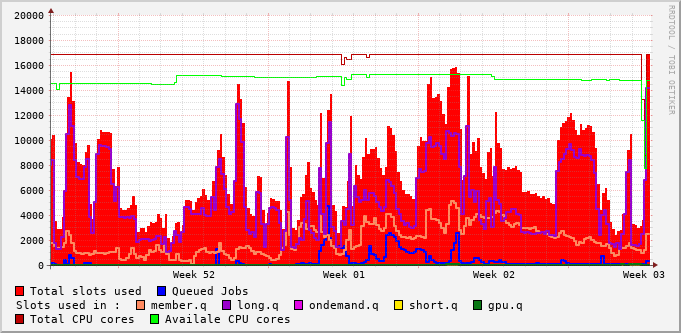 20000
18000
16000
14000
12000
10000
8000
6000
4000
2000
0
Week 52 Week 01 Week 02 Week 03
Total slots used Queued Jobs
Slots used in : member.q long.q ondemand.q short.q gpu.q
Total CPU cores Availale CPU cores
RRDTOOL / TOBI OETIKER